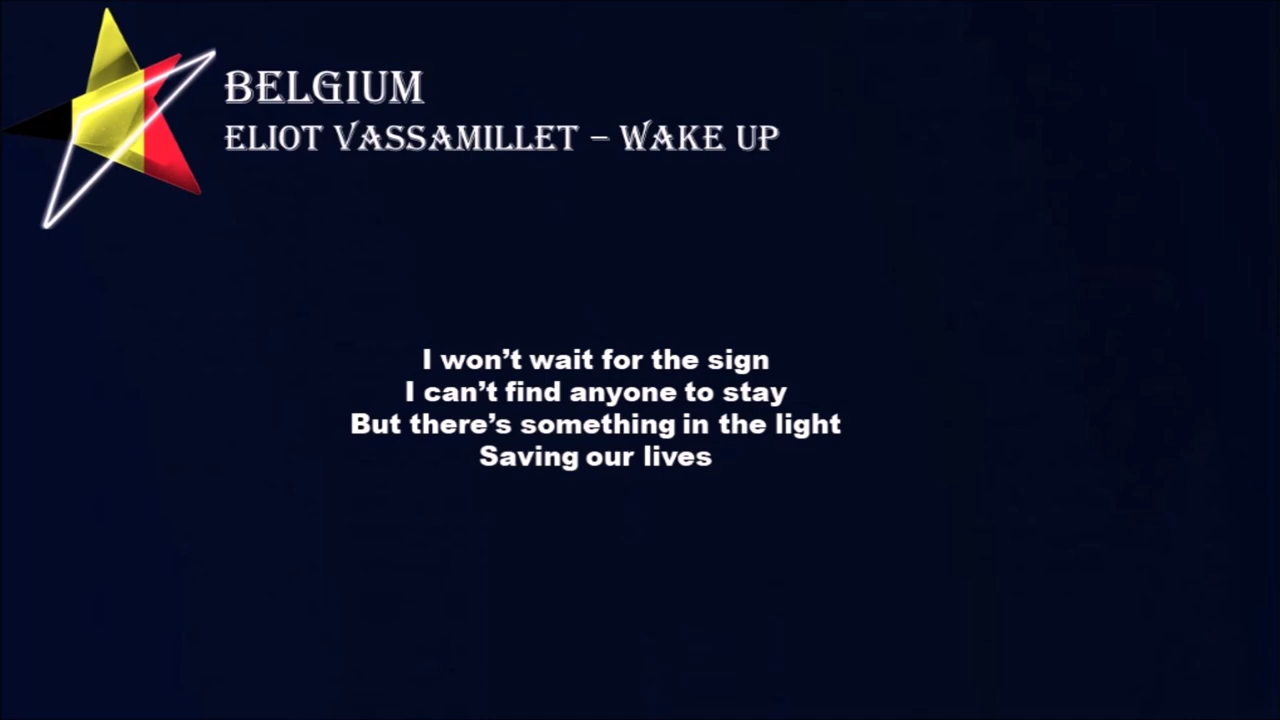 BELGIUM
ELIOT VASSAMILLET – WAKE UP
I won’t wait for the sign
I can’t find anyone to stay
But there’s something in the light
Saving our lives